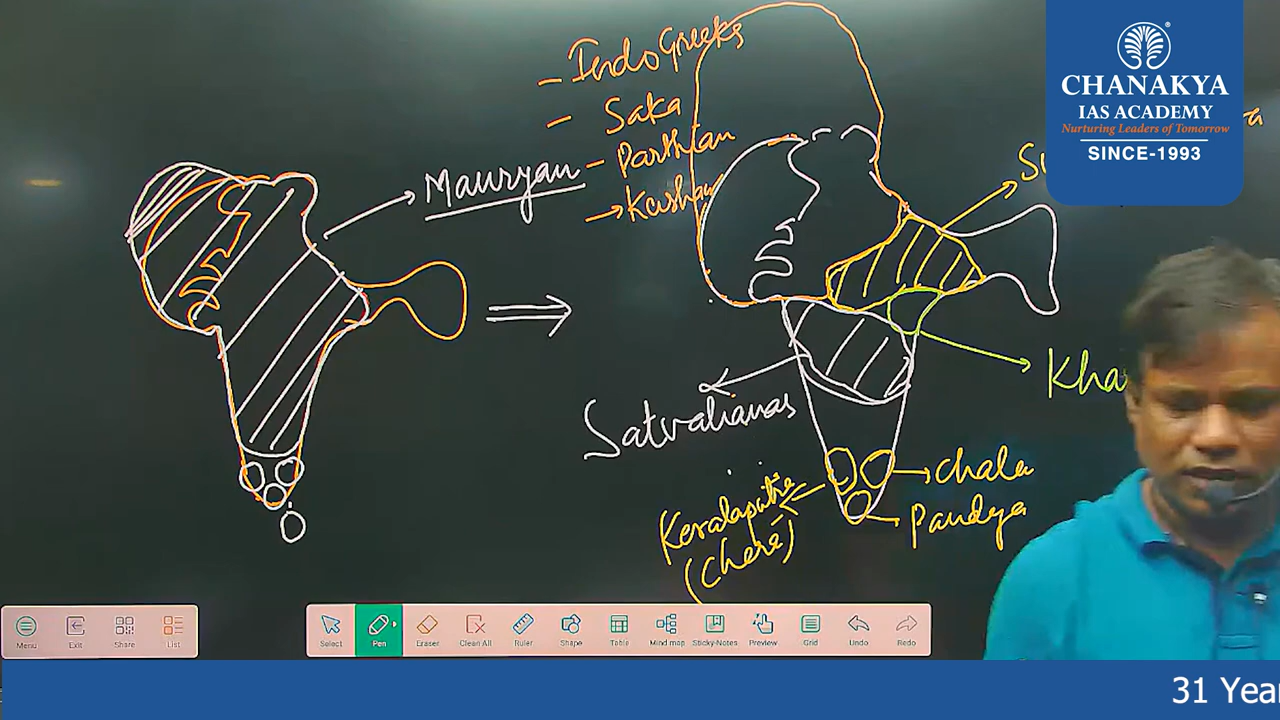 - Indo Greeks
- Saka
- Parthian
→ Kushan
Mauryan
Satvahanas
Keralaputra
(Chera)
Chola
Pandya
CHANAKYA
IAS ACADEMY
Nurturing Leaders of Tomorrow
SINCE-1993
Menu
Exit
Share
List
Select
Pen
Eraser
Clean All
Ruler
Shape
Table
Mind map
Sticky-Notes
Preview
Grid
Undo
Redo
31 Year